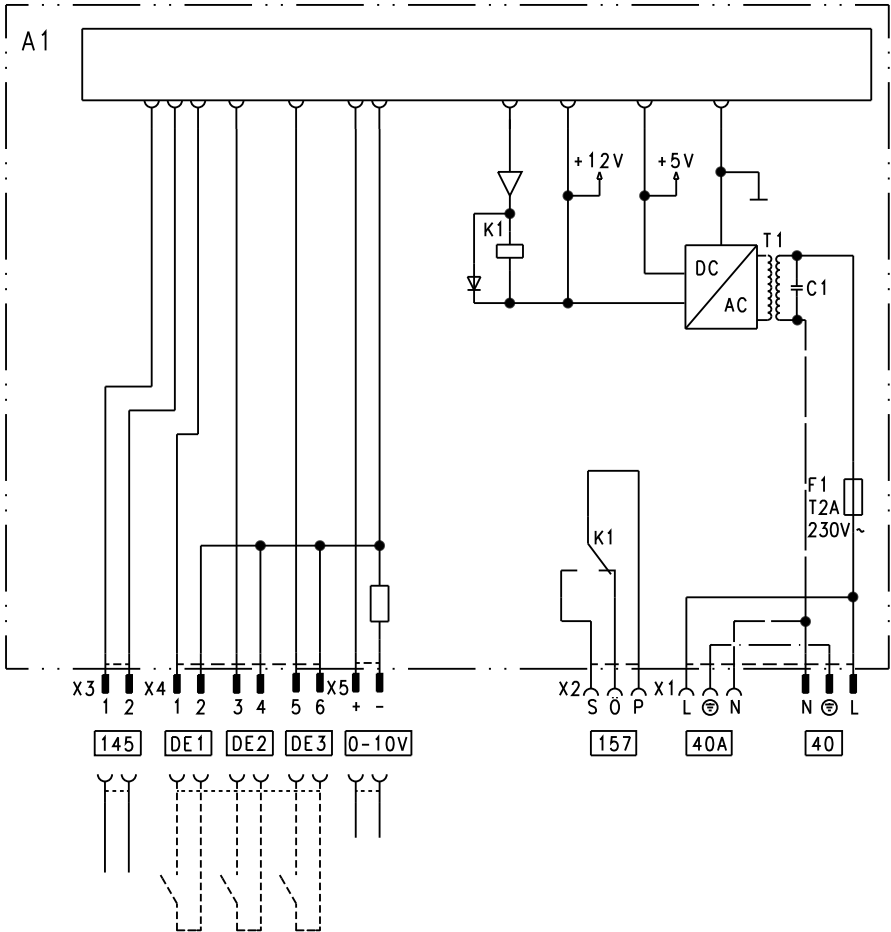 A1
+12V +5V
K1 T1
DC
AC C1
F1
T2A
230V ~
K1
X3 X4 X5 X2 X1
1 2 1 2 3 4 5 6 + - S Ö P L N N L
145 DE1 DE2 DE3 0-10V 157 40A 40